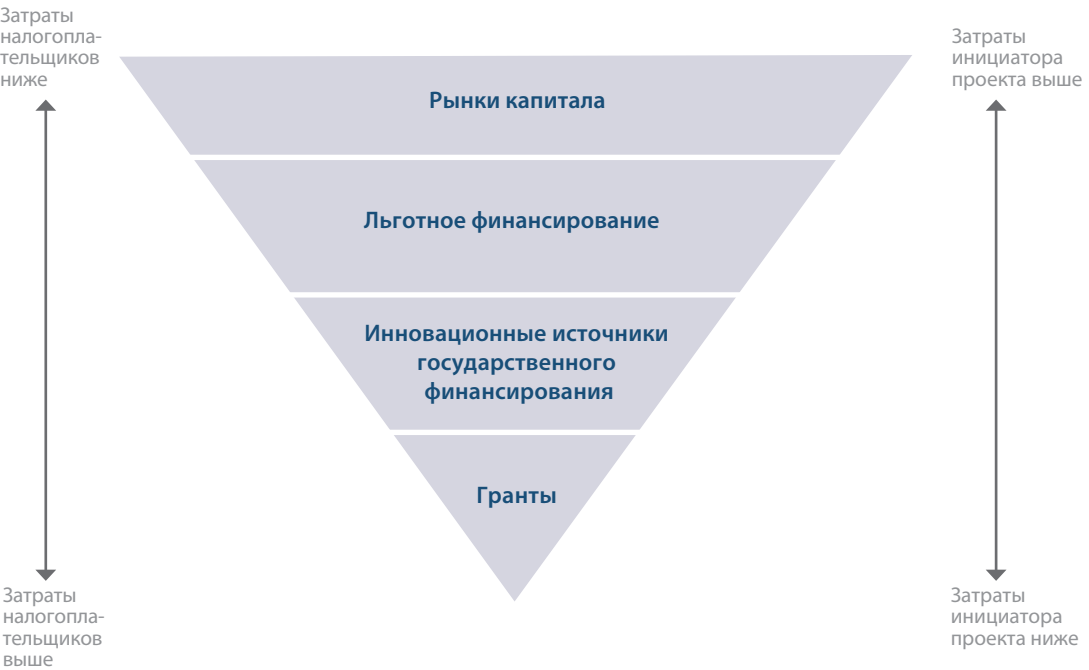 Затраты
налогопла-
тельщиков
ниже
Затраты
инициатора
проекта выше
Рынки капитала
Льготное финансирование
Инновационные источники
государственного
финансирования
Гранты
Затраты
налогопла-
тельщиков
выше
Затраты
инициатора
проекта ниже